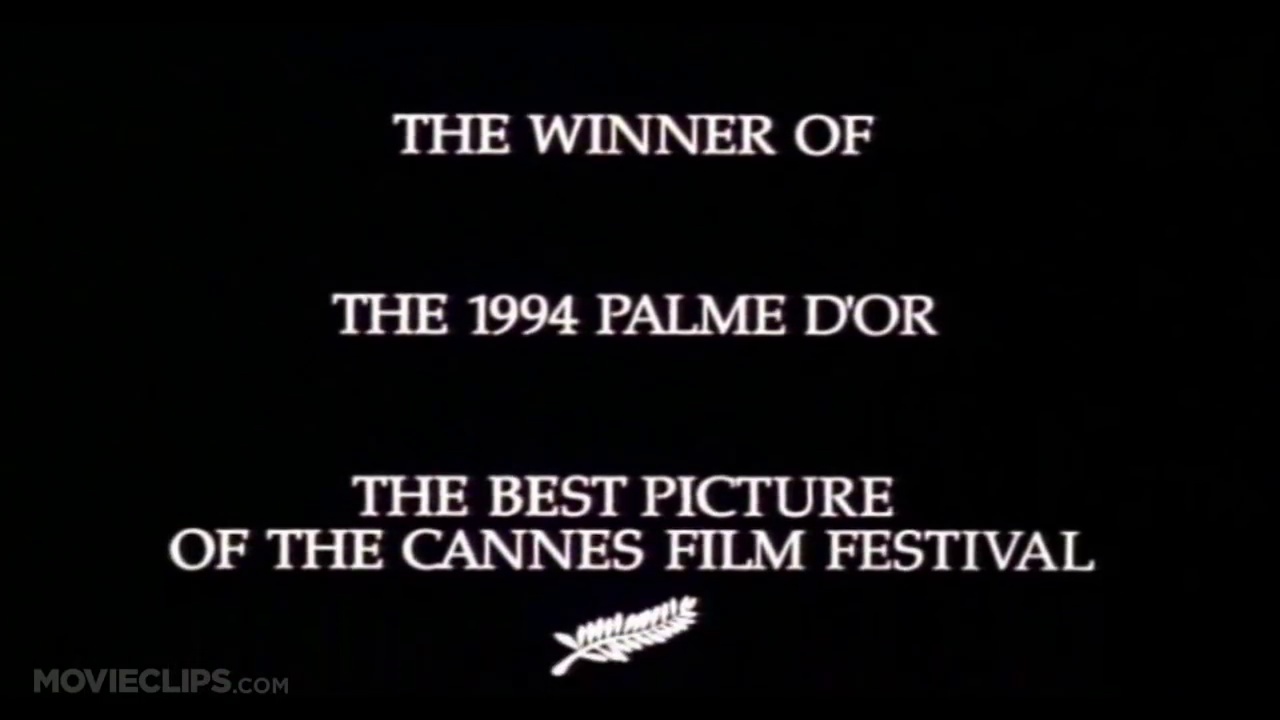 THE WINNER OF
THE 1994 PALME D'OR
THE BEST PICTURE
OF THE CANNES FILM FESTIVAL
MOVIECLIPS.COM